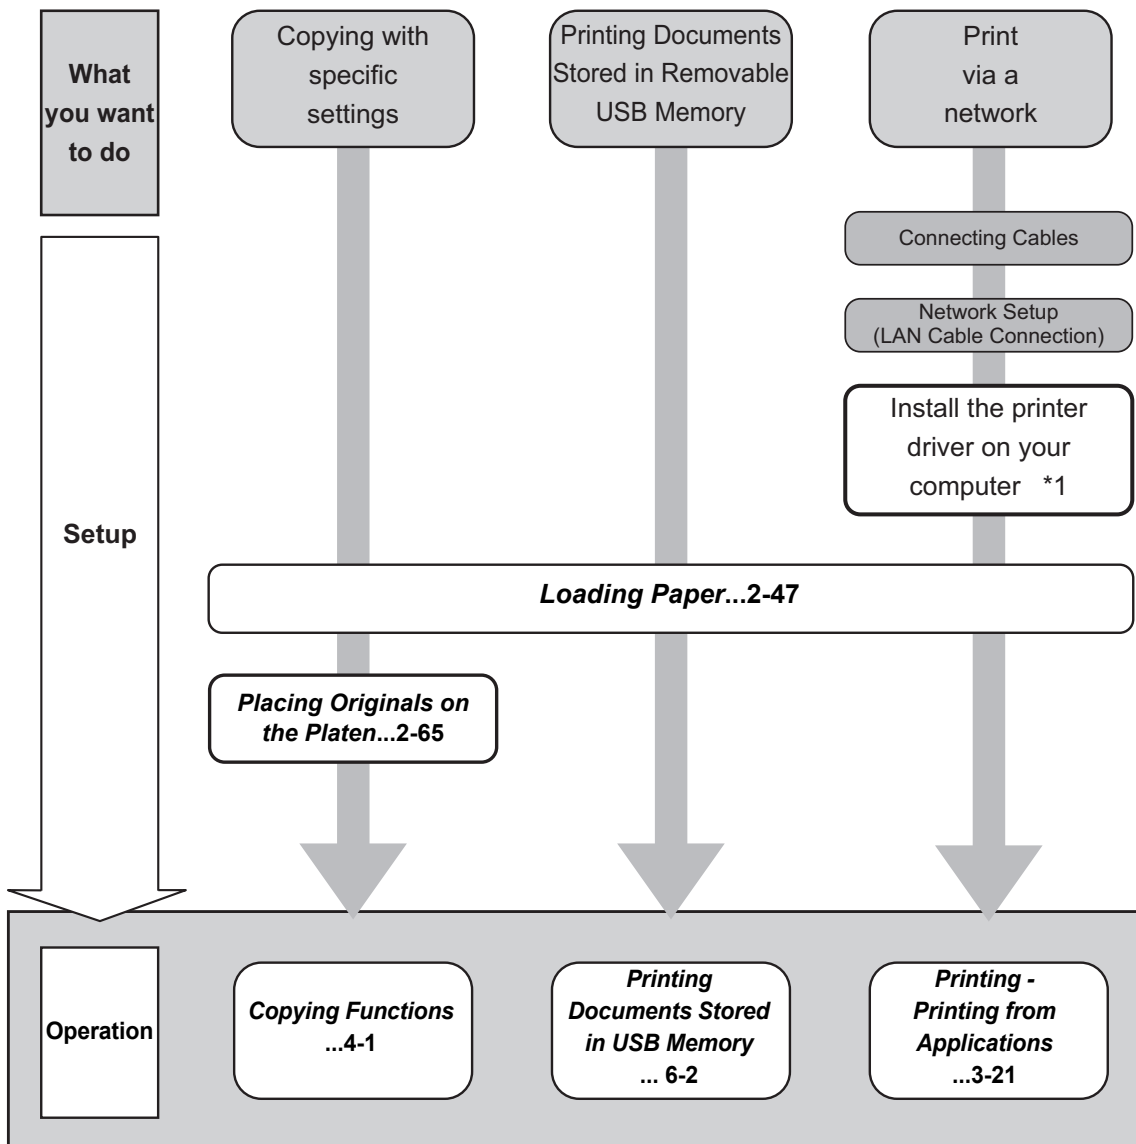 What
you want
to do
Copying with
specific
settings
Printing Documents
Stored in Removable
USB Memory
Print
via a
network
Connecting Cables
Network Setup
(LAN Cable Connection)
Install the printer
driver on your
computer *1
Setup
Loading Paper...2-47
Placing Originals on
the Platen...2-65
Operation
Copying Functions
...4-1
Printing
Documents Stored
in USB Memory
... 6-2
Printing -
Printing from
Applications
...3-21